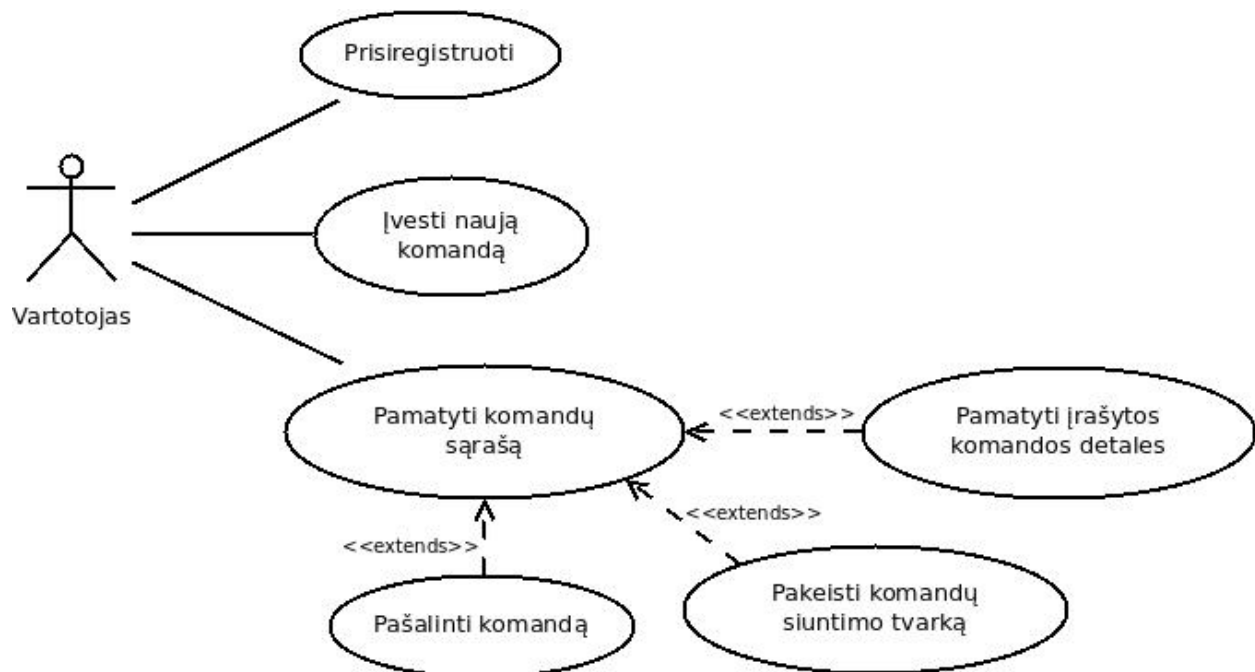 Prisiregistruoti
Įvesti naują
komandą
Vartotojas
Pamatyti komandų
sąrašą
<<extends>>
Pamatyti įrašytos
komandos detales
<<extends>>
<<extends>>
Pašalinti komandą
Pakeisti komandų
siuntimo tvarką